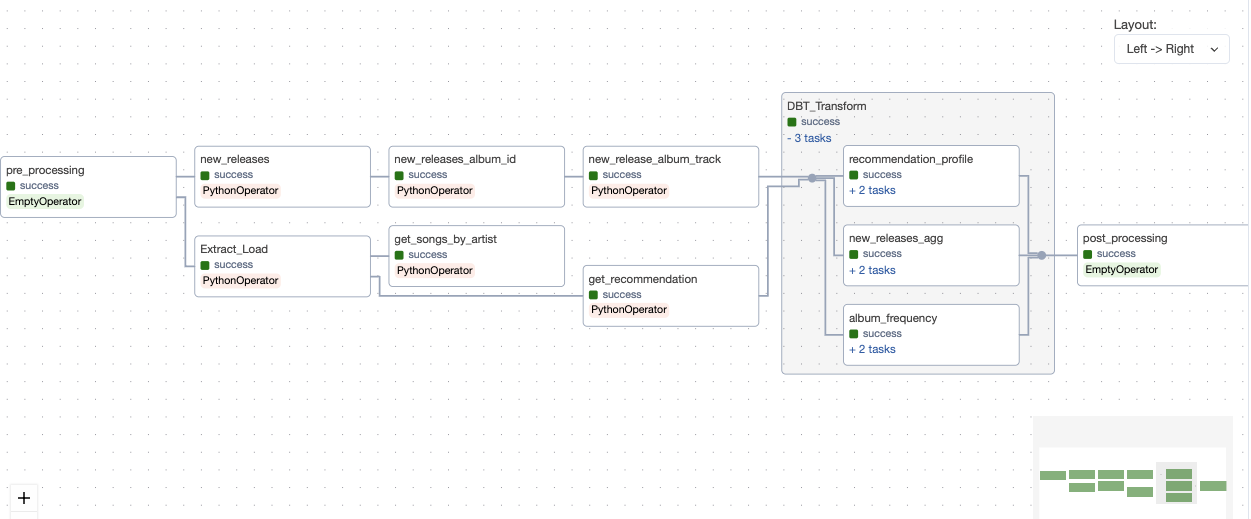 Layout:
Left -> Right
pre_processing
success
EmptyOperator
new_releases
success
PythonOperator
Extract_Load
success
PythonOperator
new_releases_album_id
success
PythonOperator
get_songs_by_artist
success
PythonOperator
new_release_album_track
success
PythonOperator
get_recommendation
success
PythonOperator
DBT_Transform
success
- 3 tasks
recommendation_profile
success
+ 2 tasks
new_releases_agg
success
+ 2 tasks
album_frequency
success
+ 2 tasks
post_processing
success
EmptyOperator
+